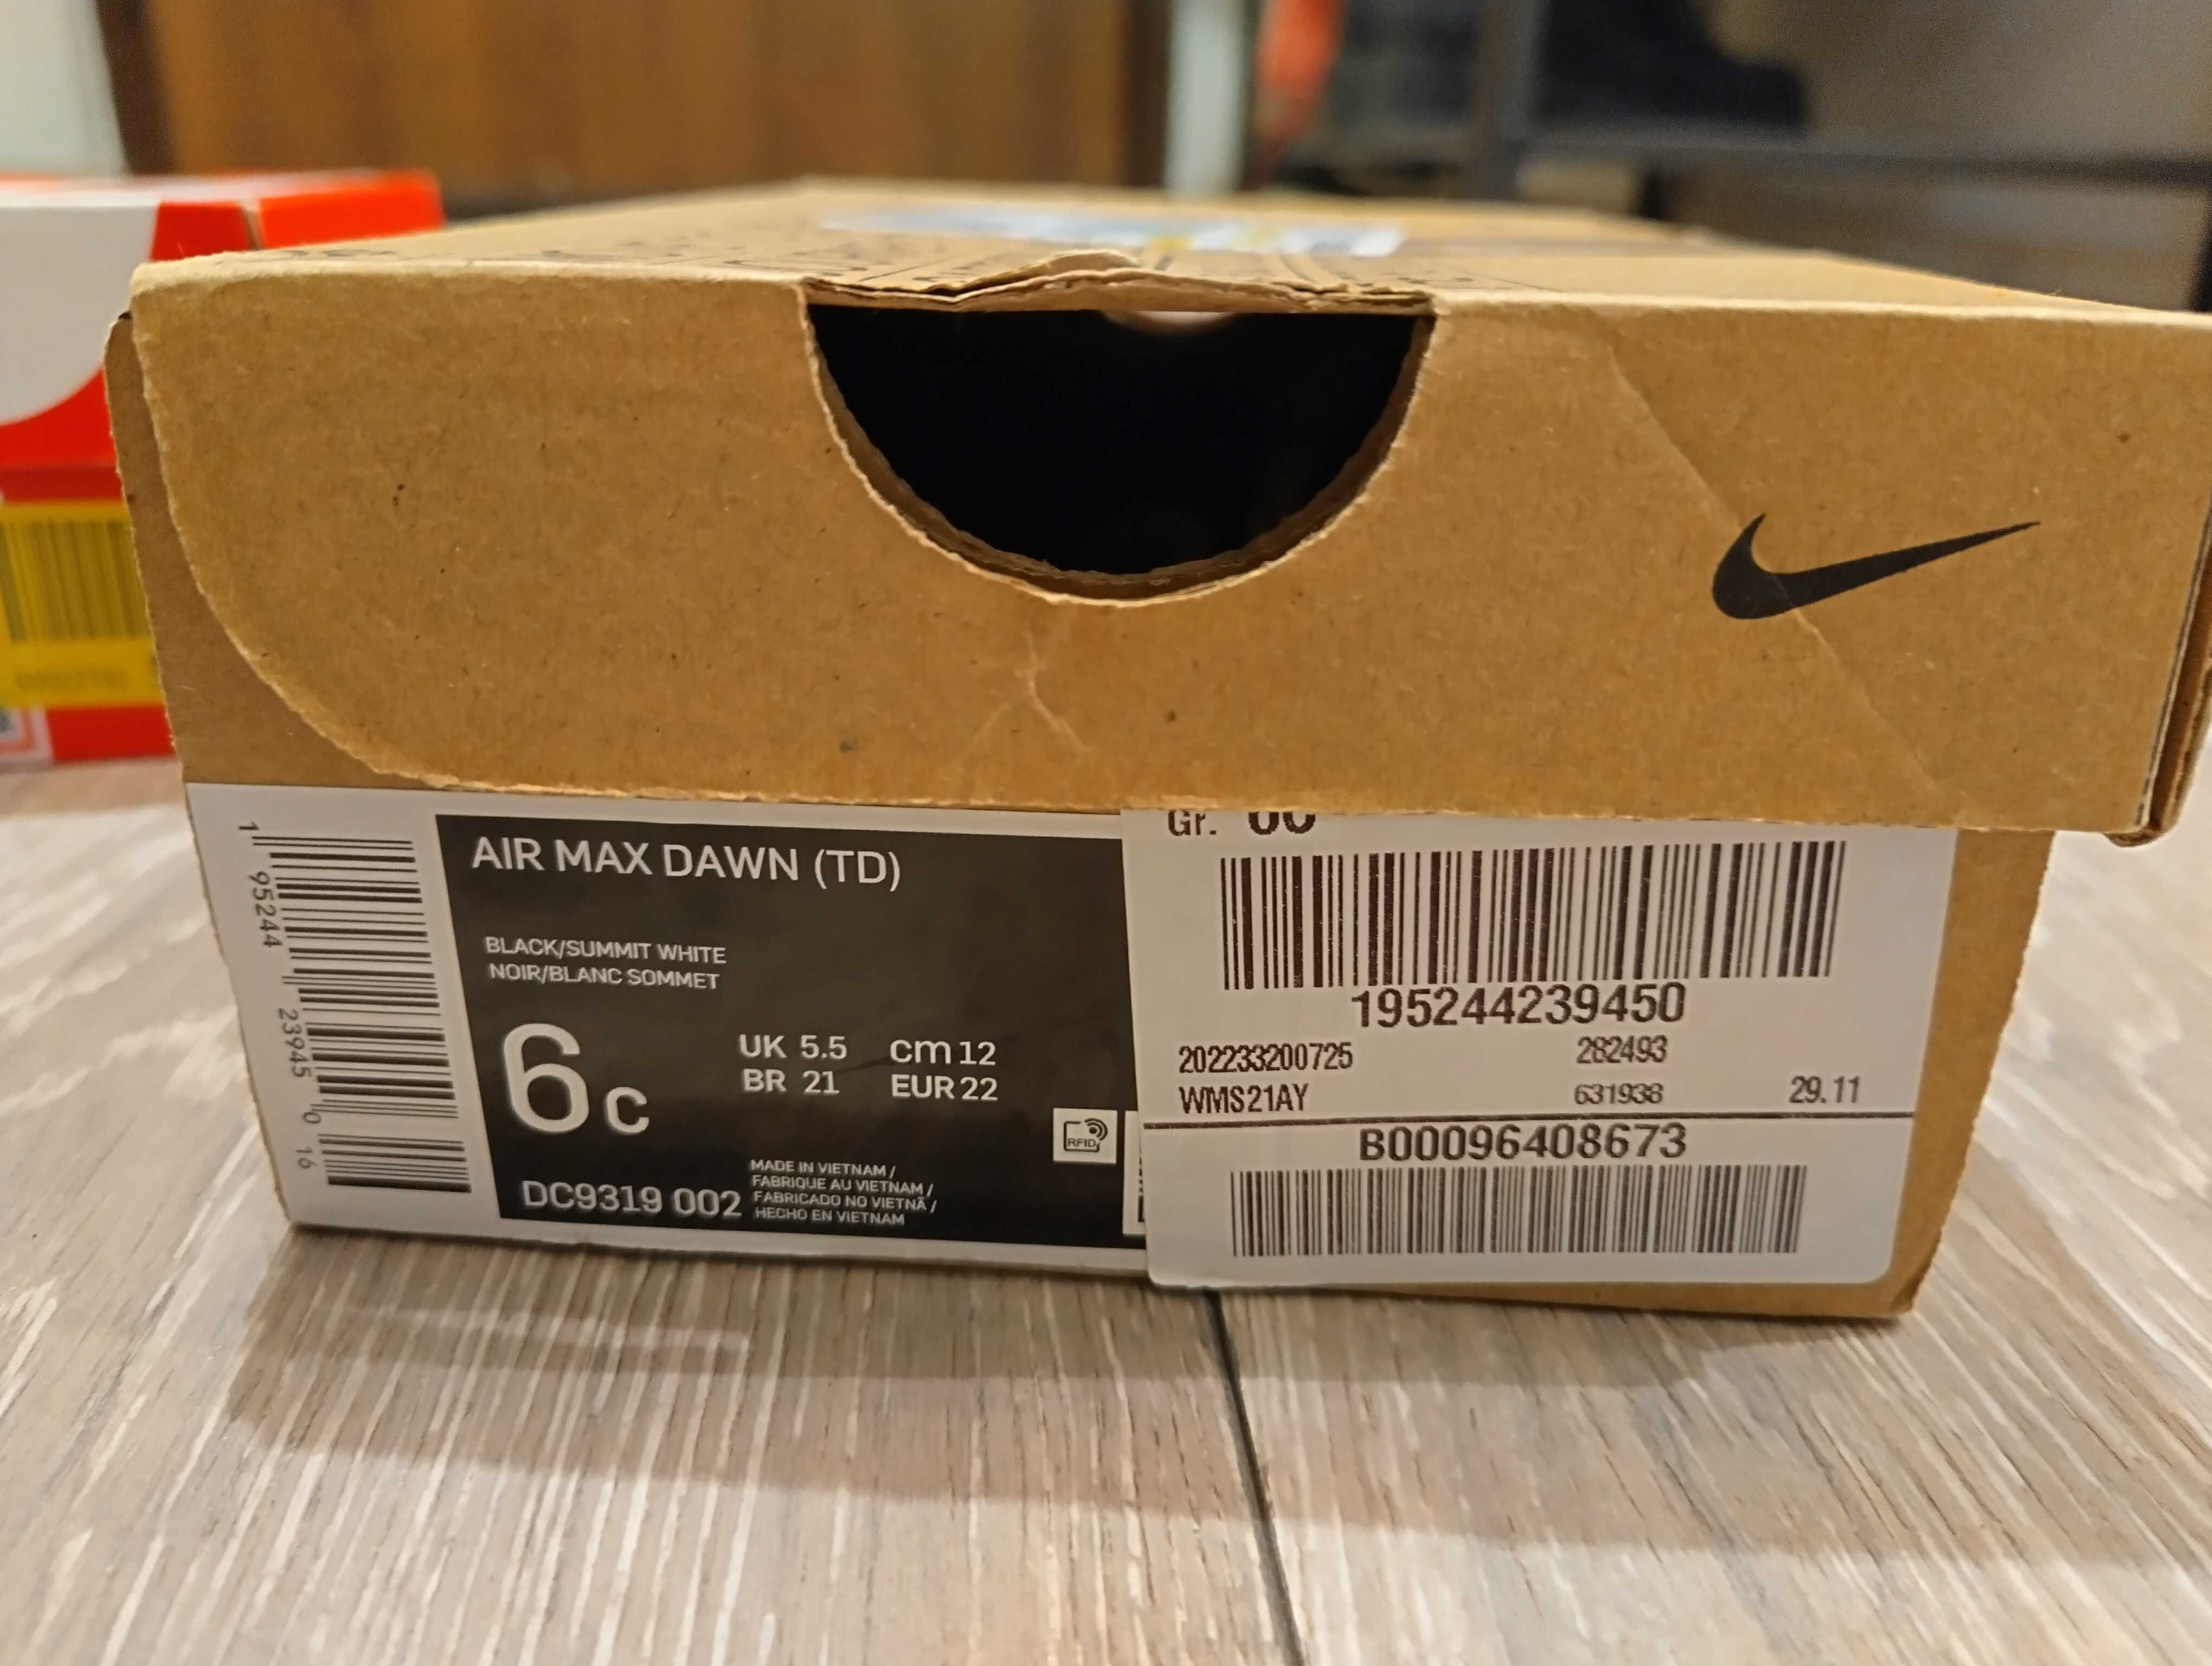 AIR MAX DAWN (TD)
BLACK/SUMMIT WHITE
NOIR/BLANC SOMMET
6c
UK 5.5 cm 12
BR 21 EUR 22
RFID
DC9319 002
MADE IN VIETNAM /
FABRIQUE AU VIETNAM /
FABRICADO NO VIETNÃ /
HECHO EN VIETNAM
1 95244 23945 0 16
Gr.
195244239450
202233200725 282493
WMS21AY 631938 29.11
B00096408673